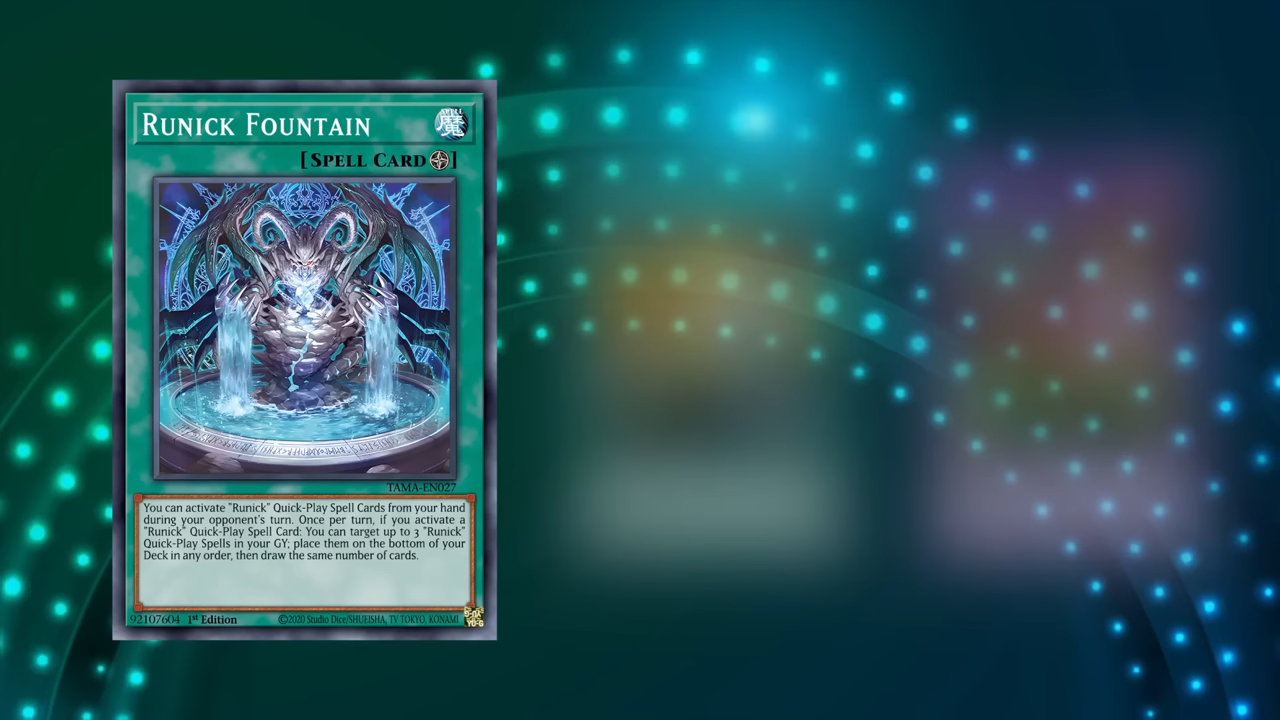 RUNICK FOUNTAIN
SPELL
魔
[SPELL CARD]
TAMA-EN027
You can activate "Runick" Quick-Play Spell Cards from your hand
during your opponent's turn. Once per turn, if you activate a
"Runick" Quick-Play Spell Card: You can target up to 3 "Runick"
Quick-Play Spells in your GY; place them on the bottom of your
Deck in any order, then draw the same number of cards.
92107604 1st Edition ©2020 Studio Dice/SHUEISHA, TV TOKYO, KONAMI